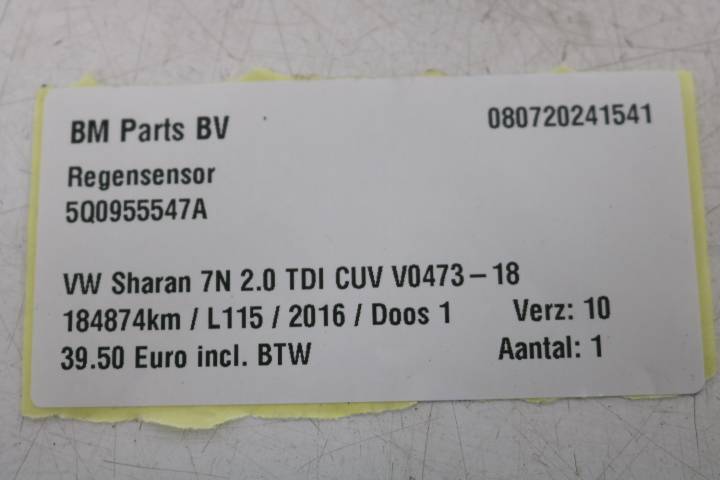 BM Parts BV 080720241541
Regensensor
5Q0955547A
VW Sharan 7N 2.0 TDI CUV V0473-18
184874km / L115 / 2016 / Doos 1 Verz: 10
39.50 Euro incl. BTW Aantal: 1